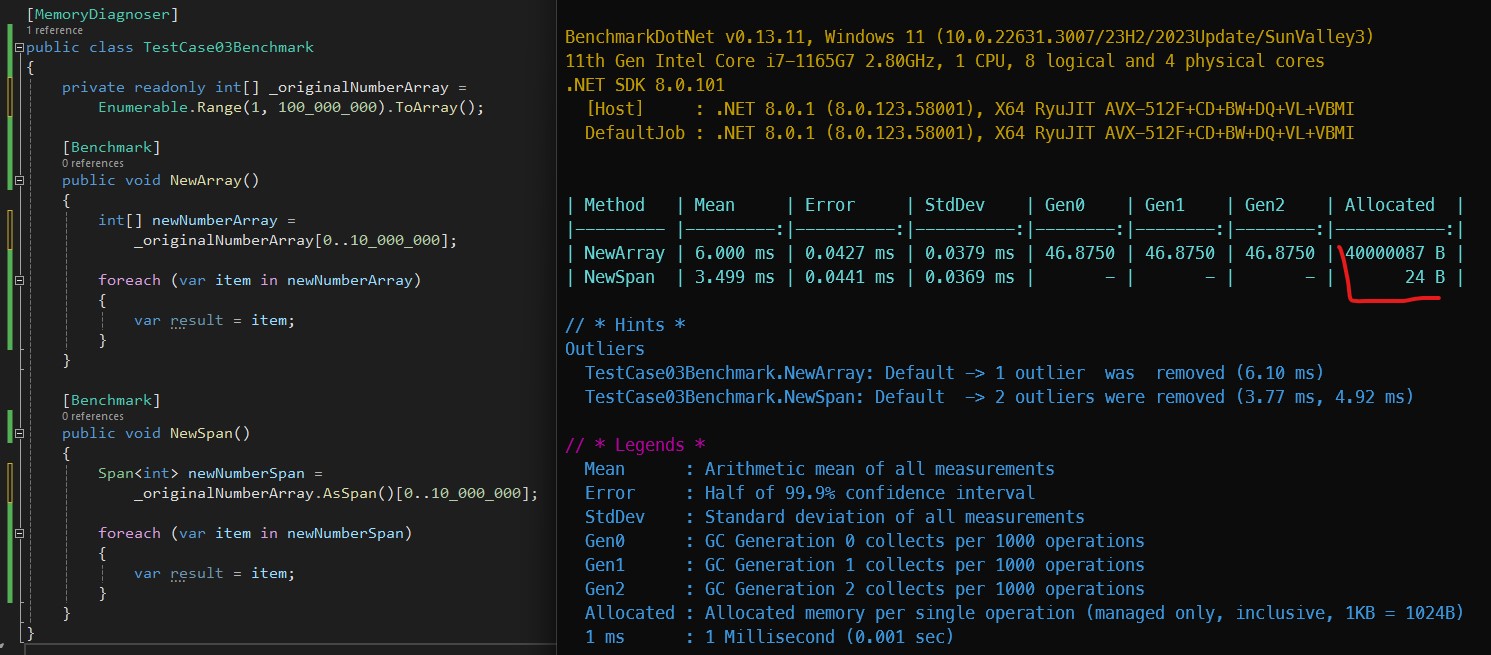 [MemoryDiagnoser]
1 reference
public class TestCase03Benchmark
{
private readonly int[] _originalNumberArray =
Enumerable.Range(1, 100_000_000).ToArray();
[Benchmark]
0 references
public void NewArray()
{
int[] newNumberArray =
_originalNumberArray[0..10_000_000];
foreach (var item in newNumberArray)
{
var result = item;
}
}
[Benchmark]
0 references
public void NewSpan()
{
Span<int> newNumberSpan =
_originalNumberArray.AsSpan()[0..10_000_000];
foreach (var item in newNumberSpan)
{
var result = item;
}
}
}
BenchmarkDotNet v0.13.11, Windows 11 (10.0.22631.3007/23H2/2023Update/SunValley3)
11th Gen Intel Core i7-1165G7 2.80GHz, 1 CPU, 8 logical and 4 physical cores
.NET SDK 8.0.101
[Host]     : .NET 8.0.1 (8.0.123.58001), X64 RyuJIT AVX-512F+CD+BW+DQ+VL+VBMI
DefaultJob : .NET 8.0.1 (8.0.123.58001), X64 RyuJIT AVX-512F+CD+BW+DQ+VL+VBMI
| Method   | Mean     | Error     | StdDev    | Gen0    | Gen1    | Gen2    | Allocated  |
|--------- |---------:|----------:|----------:|--------:|--------:|--------:|-----------:|
| NewArray | 6.000 ms | 0.0427 ms | 0.0379 ms | 46.8750 | 46.8750 | 46.8750 | 40000087 B |
| NewSpan  | 3.499 ms | 0.0441 ms | 0.0369 ms |       - |       - |       - |       24 B |
// * Hints *
Outliers
TestCase03Benchmark.NewArray: Default -> 1 outlier  was  removed (6.10 ms)
TestCase03Benchmark.NewSpan: Default  -> 2 outliers were removed (3.77 ms, 4.92 ms)
// * Legends *
Mean      : Arithmetic mean of all measurements
Error     : Half of 99.9% confidence interval
StdDev    : Standard deviation of all measurements
Gen0      : GC Generation 0 collects per 1000 operations
Gen1      : GC Generation 1 collects per 1000 operations
Gen2      : GC Generation 2 collects per 1000 operations
Allocated : Allocated memory per single operation (managed only, inclusive, 1KB = 1024B)
1 ms      : 1 Millisecond (0.001 sec)